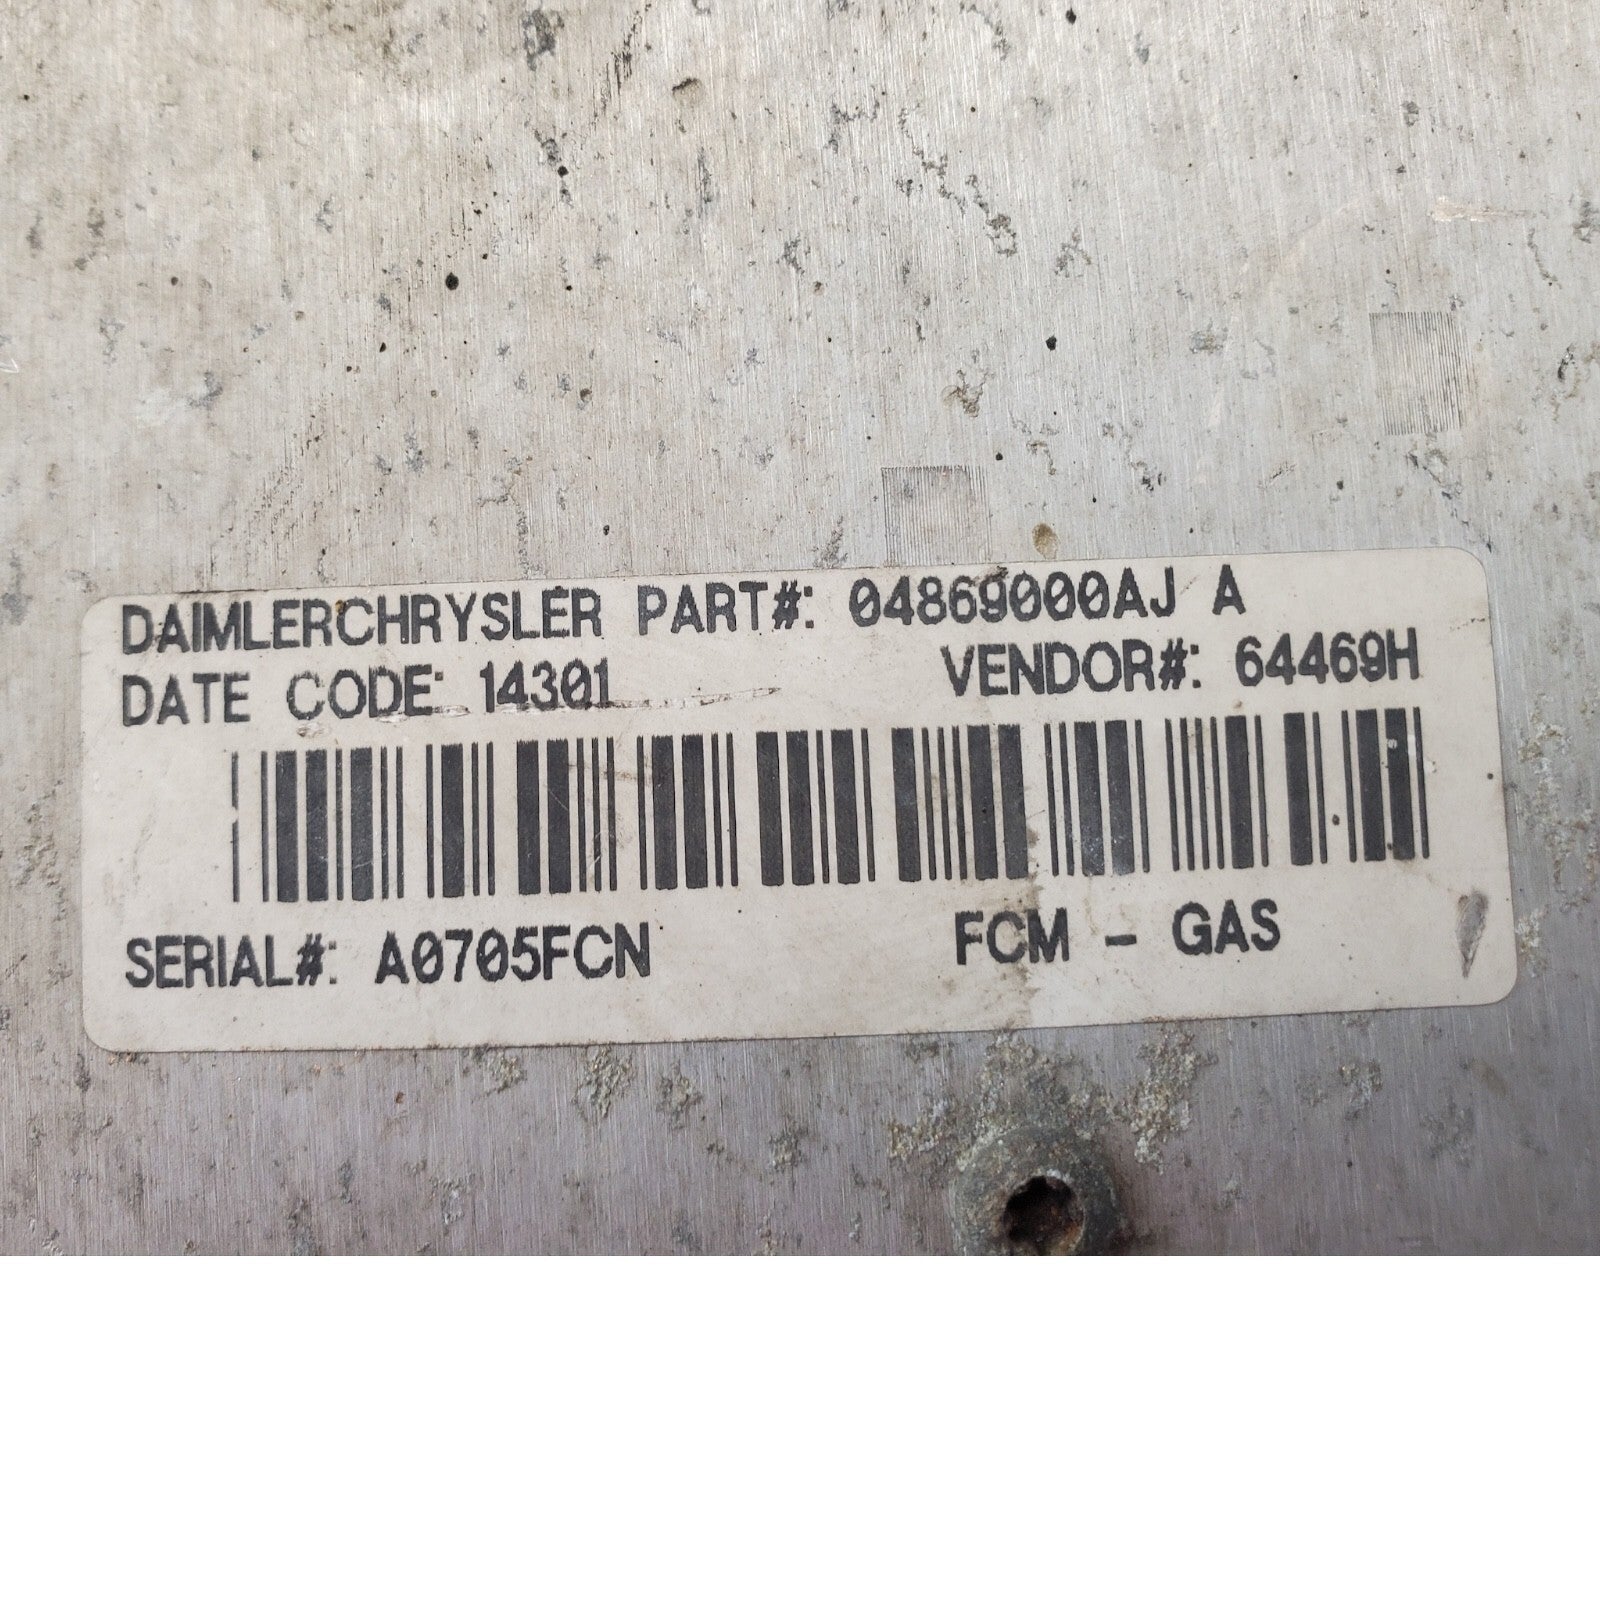 DAIMLERCHRYSLER PART#: 04869000AJ A
DATE CODE: 14301 VENDOR#: 64469H
SERIAL#: A0705FCN FCM - GAS